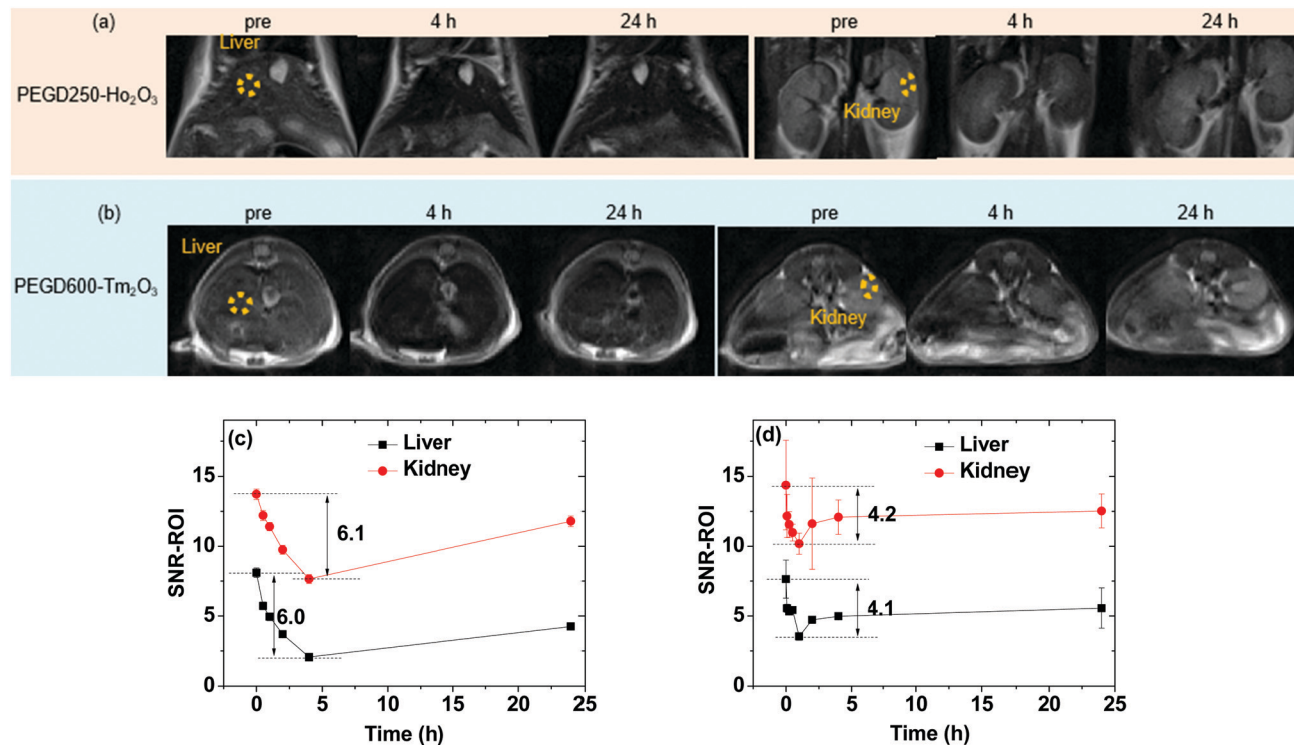 (a)
pre 4 h 24 h pre 4 h 24 h
Liver
PEGD250-Ho₂O₃
Kidney
(b)
pre 4 h 24 h pre 4 h 24 h
Liver
PEGD600-Tm₂O₃
Kidney
(c)
Liver
Kidney
15
10
5
0
SNR-ROI
6.1
6.0
0 5 10 15 20 25
Time (h)
(d)
Liver
Kidney
15
10
5
0
SNR-ROI
4.2
4.1
0 5 10 15 20 25
Time (h)